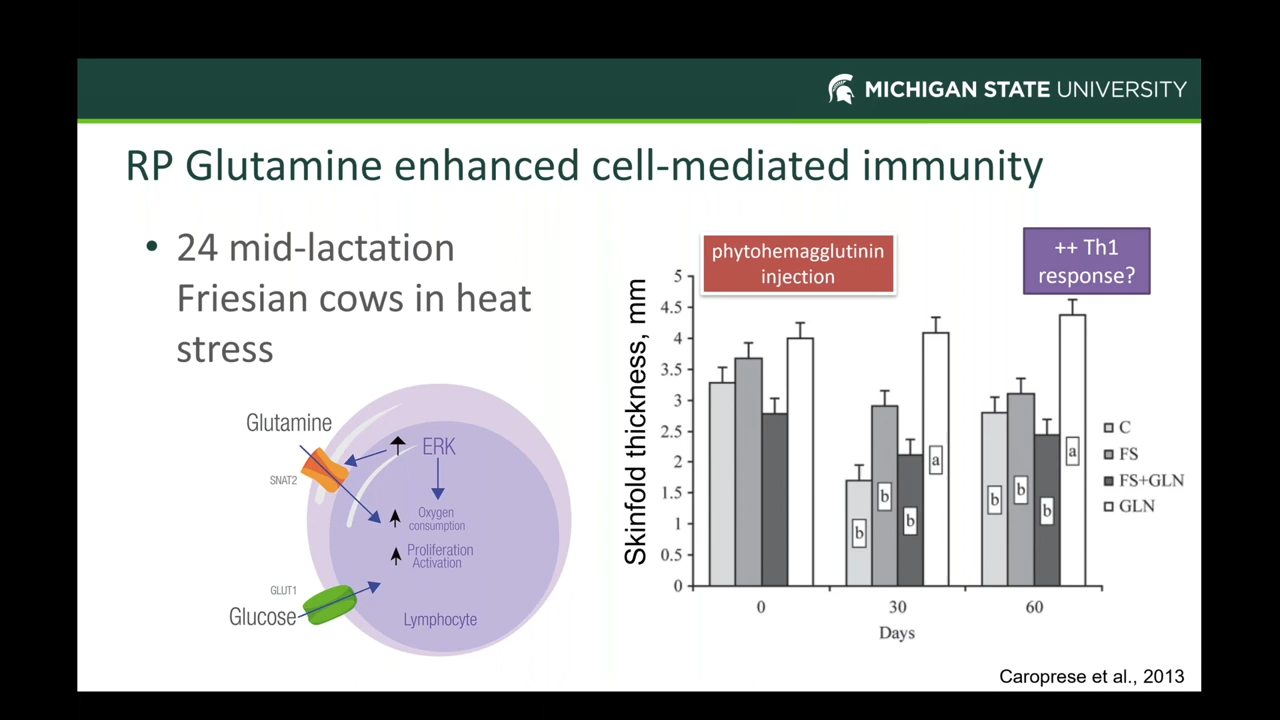 MICHIGAN STATE UNIVERSITY
RP Glutamine enhanced cell-mediated immunity
• 24 mid-lactation
Friesian cows in heat
stress
Glutamine
SNAT2
ERK
Oxygen
consumption
Proliferation
Activation
GLUT1
Glucose
Lymphocyte
phytohemagglutinin
injection
++ Th1
response?
Skinfold thickness, mm
5
4.5
4
3.5
3
2.5
2
1.5
1
0.5
0
b
b
b
a
b
b
b
a
0
30
60
Days
C
FS
FS+GLN
GLN
Caroprese et al., 2013